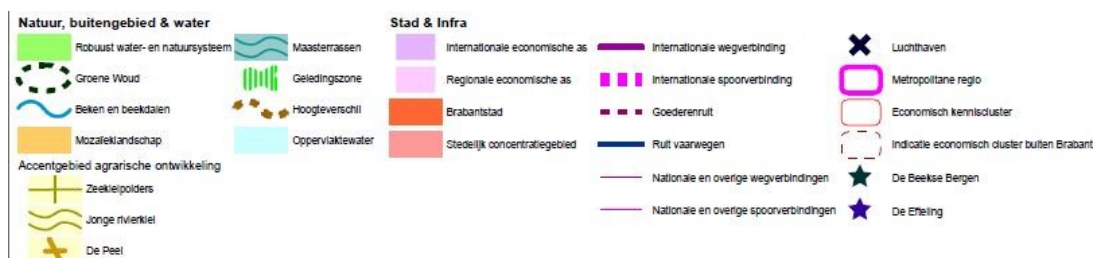 Natuur, buitengebied & water
Robuust water- en natuursysteem
Groene Woud
Beken en beekdalen
Mozaïeklandschap
Accentgebied agrarische ontwikkeling
Zeekleipolders
Jonge rivierklei
De Peel
Maasterrassen
Geledingszone
Hoogteverschil
Oppervlaktewater
Stad & Infra
Internationale economische as
Regionale economische as
Brabantstad
Stedelijk concentratiegebied
Internationale wegverbinding
Internationale spoorverbinding
Goederenruit
Ruit vaarwegen
Nationale en overige wegverbindingen
Nationale en overige spoorverbindingen
Luchthaven
Metropolitane regio
Economisch kenniscluster
Indicatie economisch cluster buiten Brabant
De Beekse Bergen
De Efteling